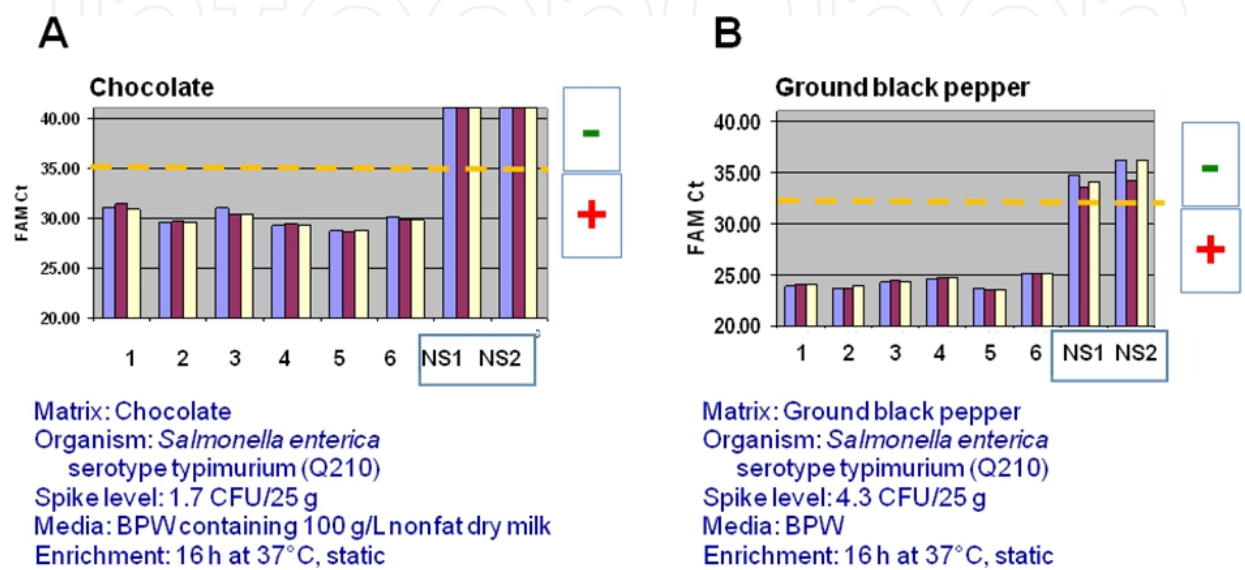 A
Chocolate
FAM Ct
40.00
35.00
30.00
25.00
20.00
-
+
1 2 3 4 5 6 NS1 NS2
Matrix: Chocolate
Organism: Salmonella enterica
serotype typimurium (Q210)
Spike level: 1.7 CFU/25 g
Media: BPW containing 100 g/L nonfat dry milk
Enrichment: 16 h at 37°C, static
B
Ground black pepper
FAM Ct
40.00
35.00
30.00
25.00
20.00
-
+
1 2 3 4 5 6 NS1 NS2
Matrix: Ground black pepper
Organism: Salmonella enterica
serotype typimurium (Q210)
Spike level: 4.3 CFU/25 g
Media: BPW
Enrichment: 16 h at 37°C, static